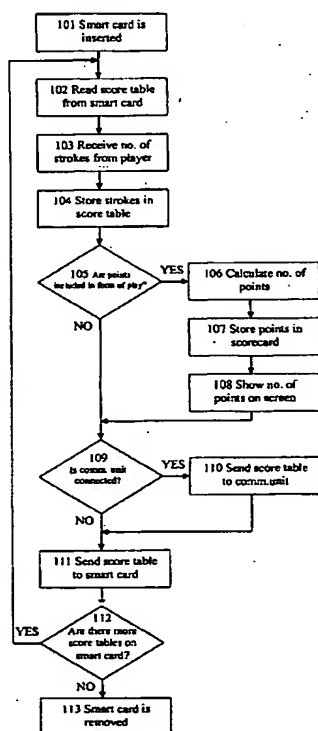 101 Smart card is
inserted
102 Read score table
from smart card
103 Receive no. of
strokes from player
104 Store strokes in
score table
105 Are points
included in form of play"
YES
NO
106 Calculate no. of
points
107 Store points in
scorecard
108 Show no. of
points on screen
109
Is comm. unit
connected?
YES
NO
110 Send score table
to comm.unit
111 Send score table
to smart card
112
Are there more
score tables on
smart card?
YES
NO
113 Smart card is
removed